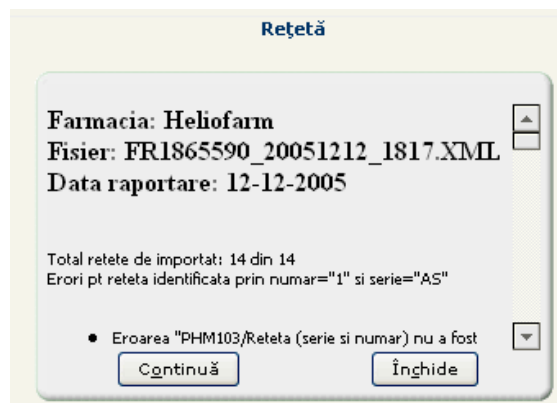 Reţetă
Farmacia: Heliofarm
Fisier: FR1865590_20051212_1817.XML
Data raportare: 12-12-2005
Total retete de importat: 14 din 14
Erori pt reteta identificata prin numar="1" si serie="AS"
• Eroarea "PHM103/Reteta (serie si numar) nu a fost
Continuă Închide